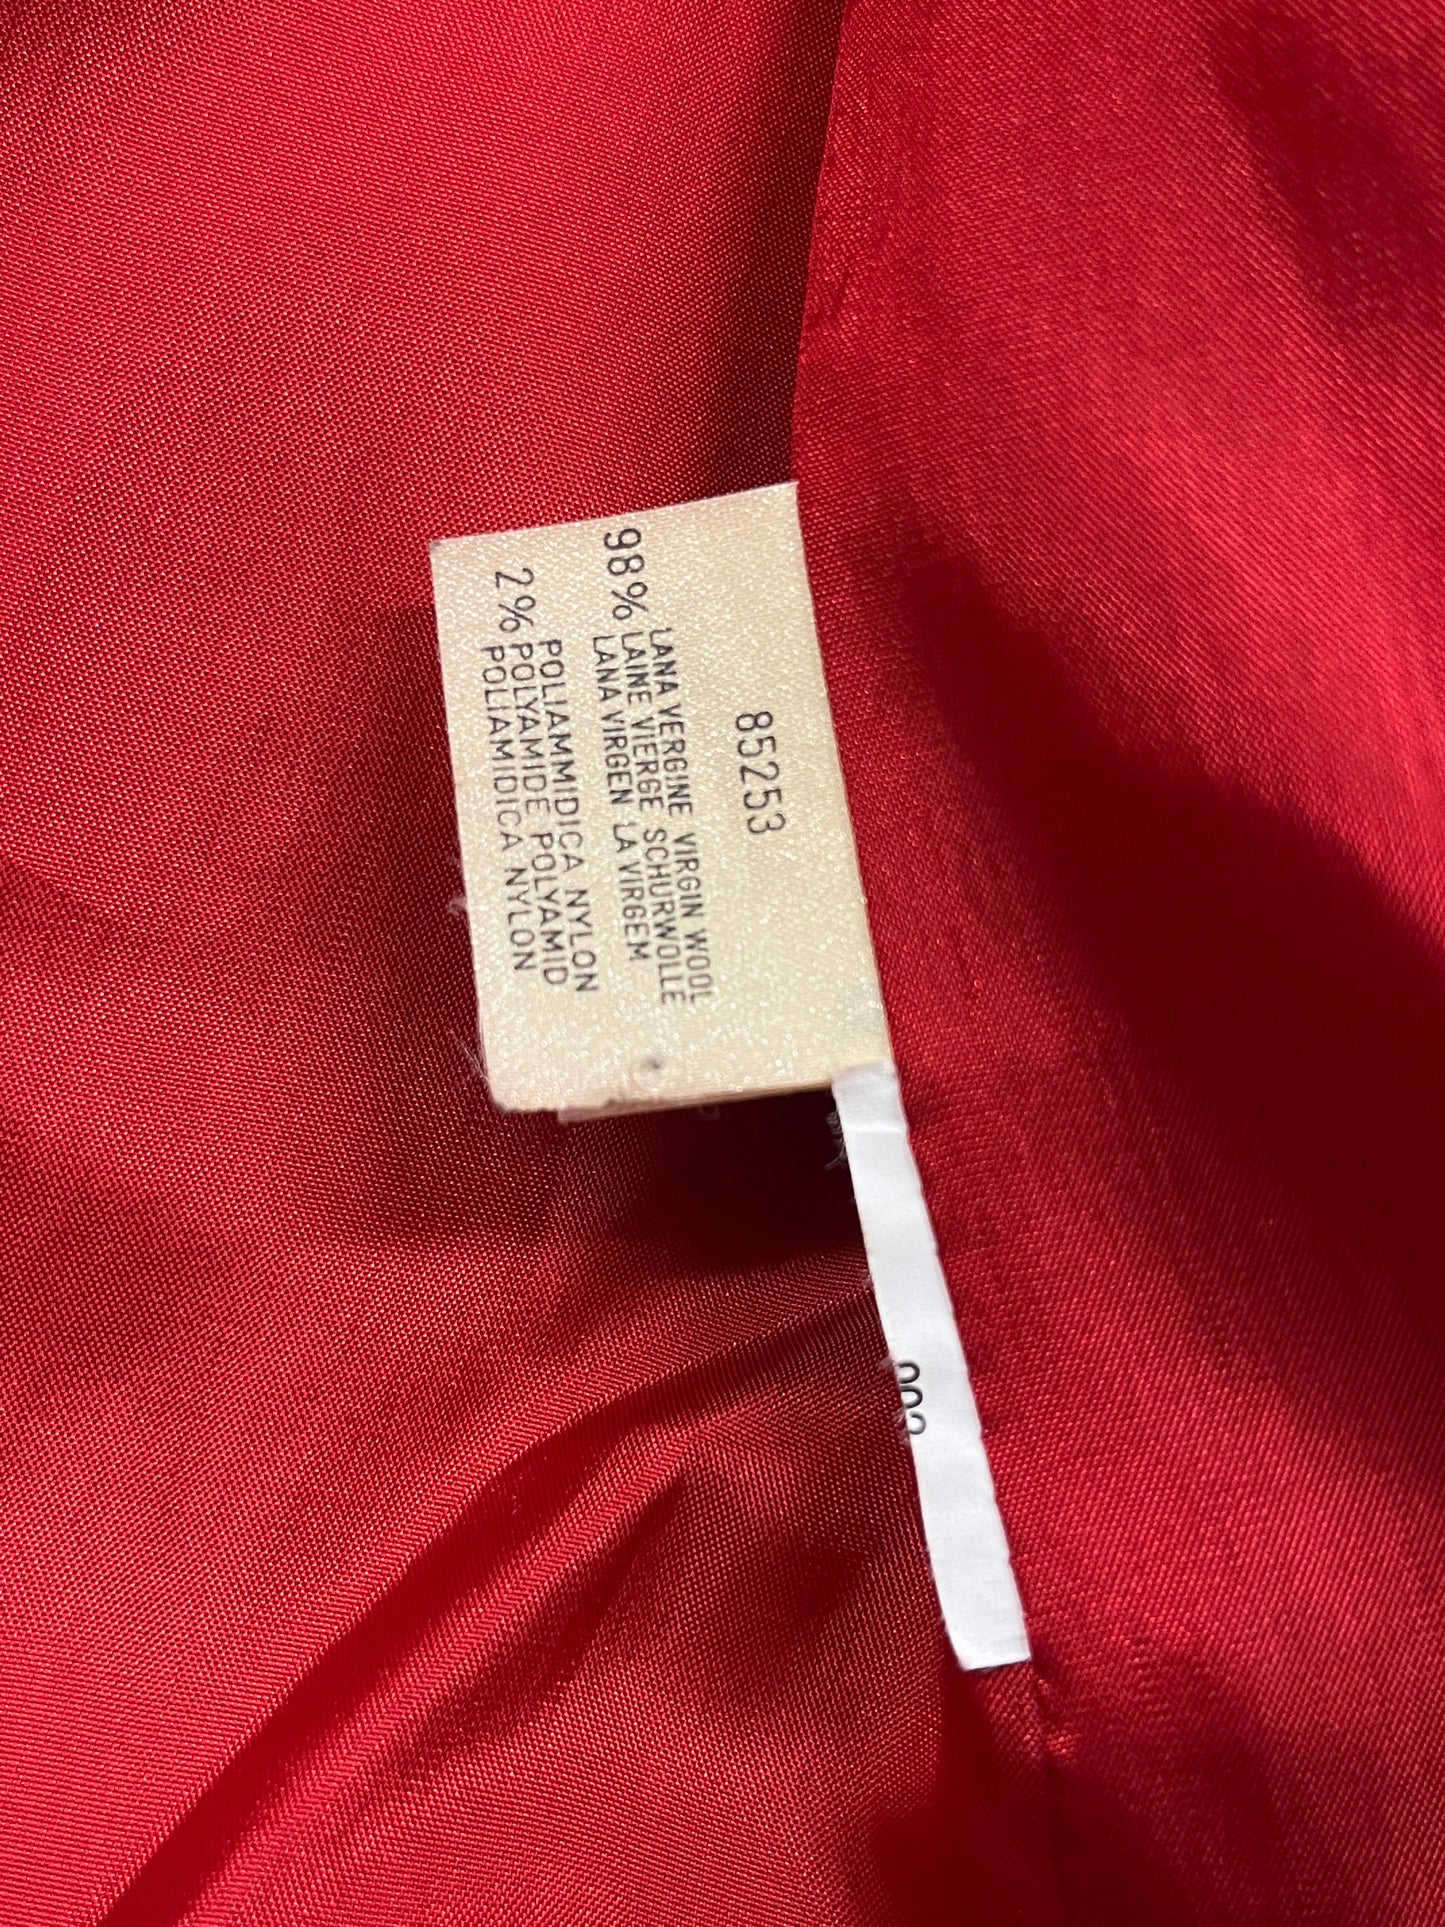 85253
LANA VERGINE VIRGIN WOOL
98% LAINE VIERGE SCHURWOLLE
LANA VIRGEN LA VIRGEM
POLIAMMIDICA NYLON
2% POLYAMIDE POLYAMID
POLIAMIDICA NYLON
003